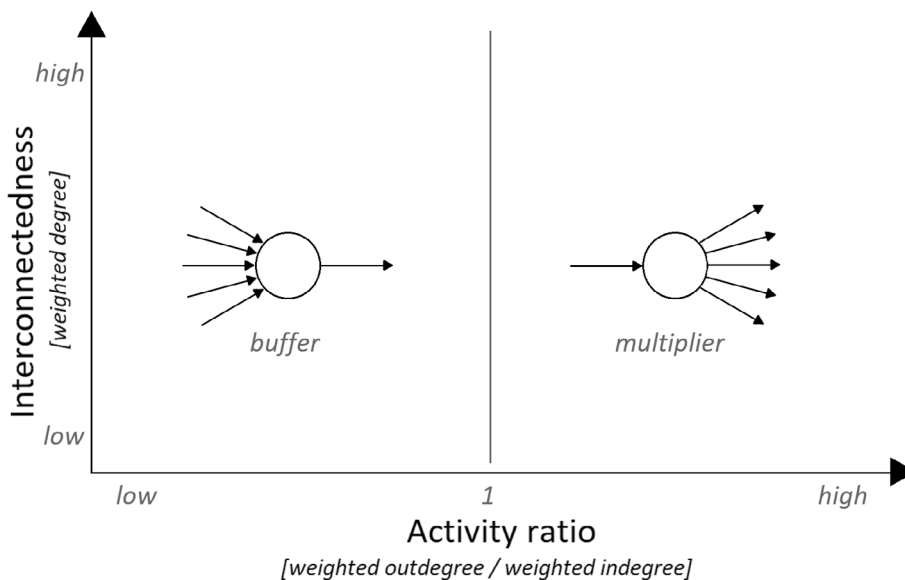 high
Interconnectedness
[weighted degree]
buffer
multiplier
low
low
1
high
Activity ratio
[weighted outdegree / weighted indegree]